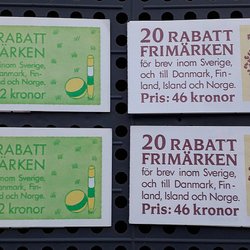 RABATT
MÄRKEN
inom Sverige,
Danmark, Fin-
nd och Norge.
2 kronor
20 RABATT
FRIMÄRKEN
för brev inom Sverige,
och till Danmark, Fin-
land, Island och Norge.
Pris: 46 kronor
RABATT
MÄRKEN
inom Sverige,
Danmark, Fin-
nd och Norge.
2 kronor
20 RABATT
FRIMÄRKEN
för brev inom Sverige,
och till Danmark, Fin-
land, Island och Norge.
Pris: 46 kronor